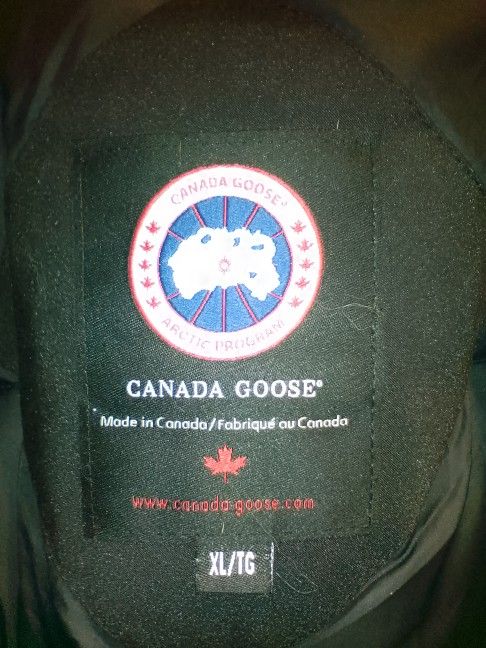 CANADA GOOSE®
ARCTIC PROGRAM
CANADA GOOSE®
Made in Canada/Fabriqué au Canada
www.canada-goose.com
XL/TG